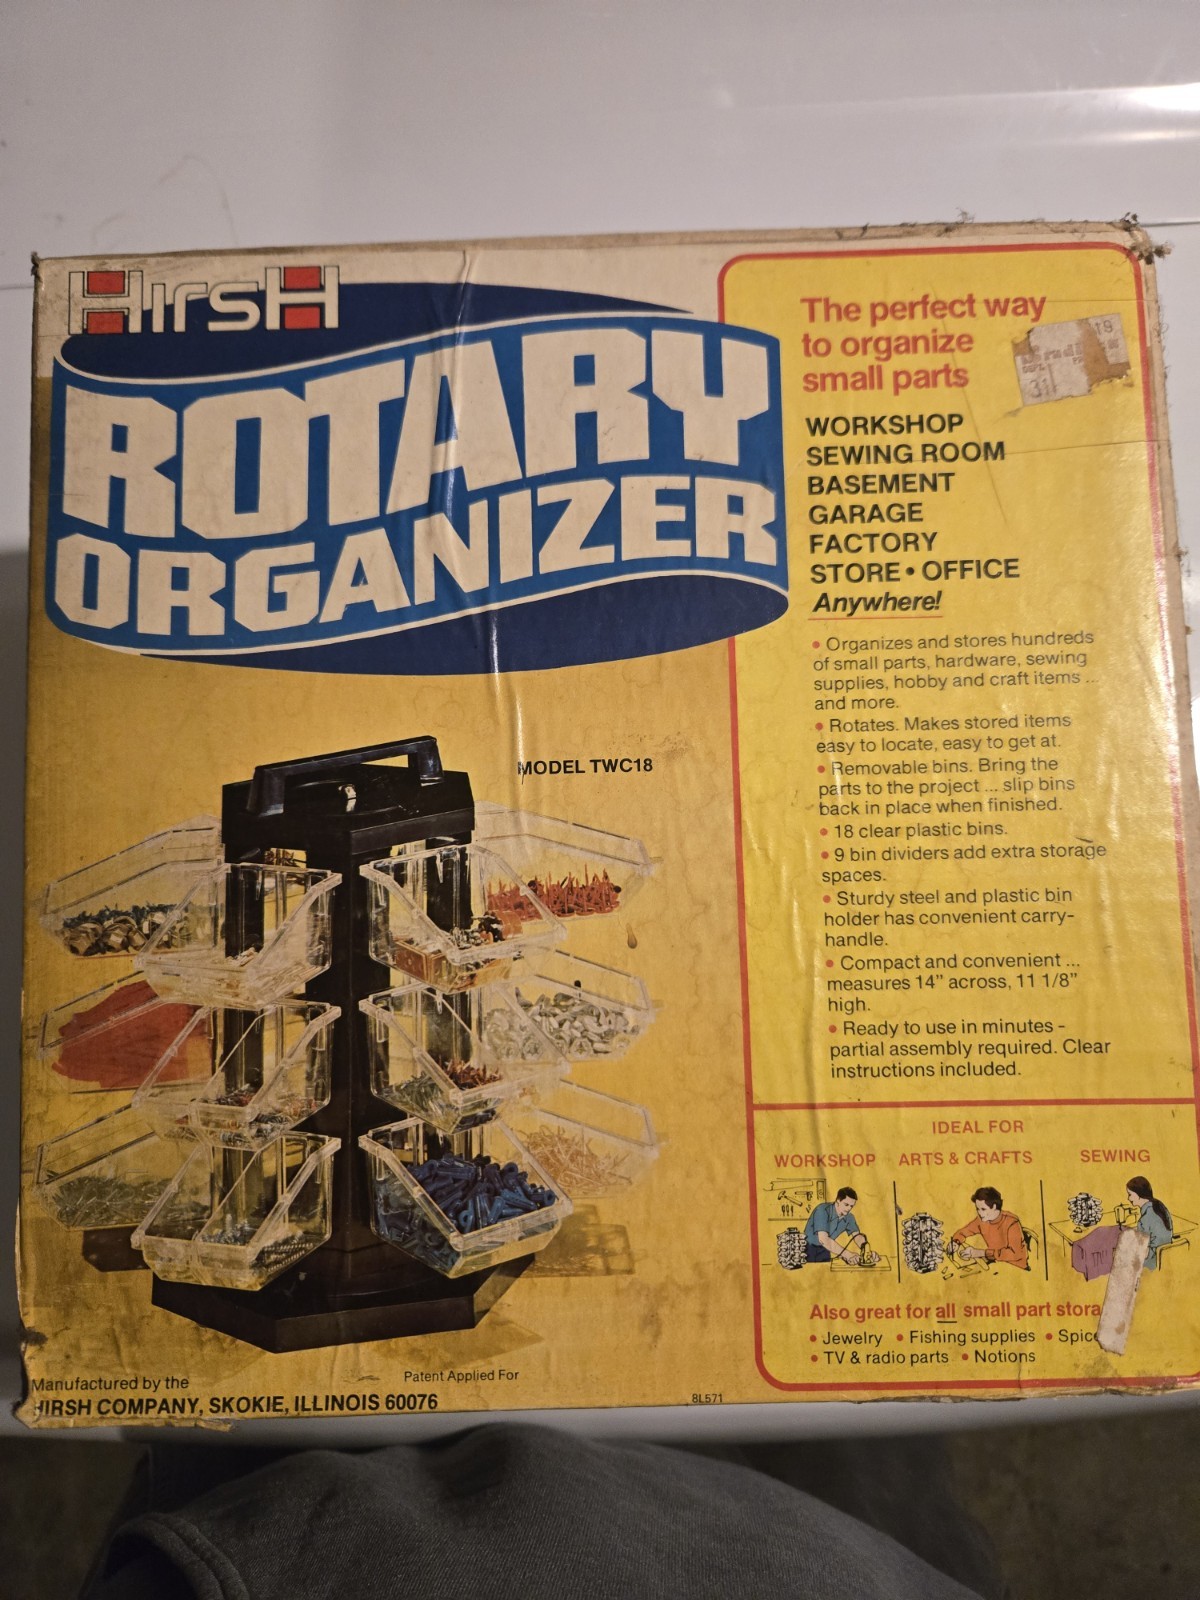 HirsH
ROTARY
ORGANIZER
MODEL TWC18
Manufactured by the
HIRSH COMPANY, SKOKIE, ILLINOIS 60076
Patent Applied For
8L571
The perfect way
to organize
small parts
19
31
WORKSHOP
SEWING ROOM
BASEMENT
GARAGE
FACTORY
STORE • OFFICE
Anywhere!
• Organizes and stores hundreds
of small parts, hardware, sewing
supplies, hobby and craft items ...
and more.
• Rotates. Makes stored items
easy to locate, easy to get at.
• Removable bins. Bring the
parts to the project ... slip bins
back in place when finished.
• 18 clear plastic bins.
• 9 bin dividers add extra storage
spaces.
• Sturdy steel and plastic bin
holder has convenient carry-
handle.
• Compact and convenient ...
measures 14” across, 11 1/8”
high.
• Ready to use in minutes -
partial assembly required. Clear
instructions included.
IDEAL FOR
WORKSHOP ARTS & CRAFTS SEWING
Also great for all small part stora
• Jewelry • Fishing supplies • Spic
• TV & radio parts • Notions